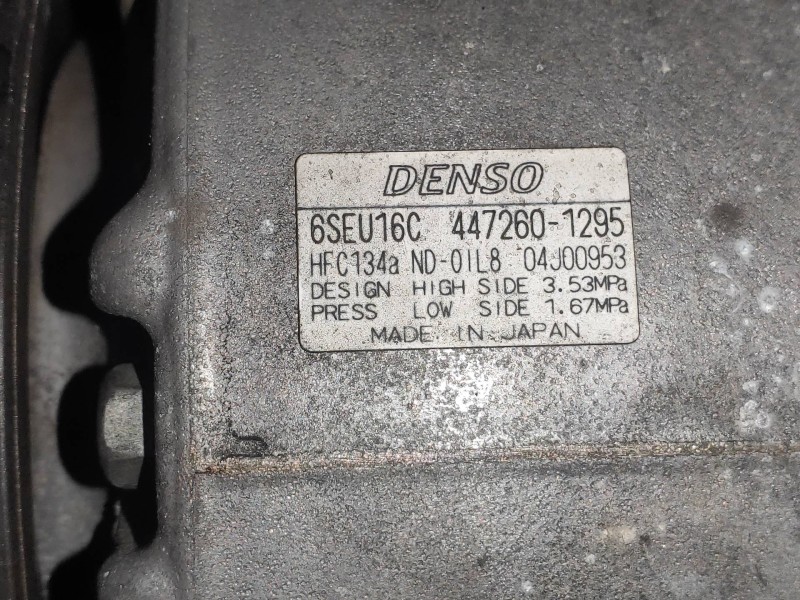 DENSO
6SEU16C 447260-1295
HFC134a ND-OIL8 04J00953
DESIGN HIGH SIDE 3.53MPa
PRESS LOW SIDE 1.67MPa
MADE IN JAPAN